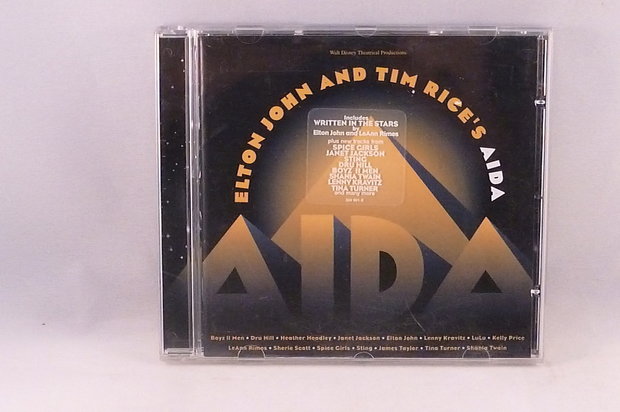 Walt Disney Theatrical Productions
ELTON JOHN AND TIM RICE'S AIDA
Includes
WRITTEN IN THE STARS
by
Elton John and LeAnn Rimes
plus new tracks from
SPICE GIRLS
JANET JACKSON
STING
DRU HILL
BOYZ II MEN
SHANIA TWAIN
LENNY KRAVITZ
TINA TURNER
and many more
AIDA
Boyz II Men • Dru Hill • Heather Headley • Janet Jackson • Elton John • Lenny Kravitz • LuLu • Kelly Price
LeAnn Rimes • Sherie Scott • Spice Girls • Sting • James Taylor • Tina Turner • Shania Twain